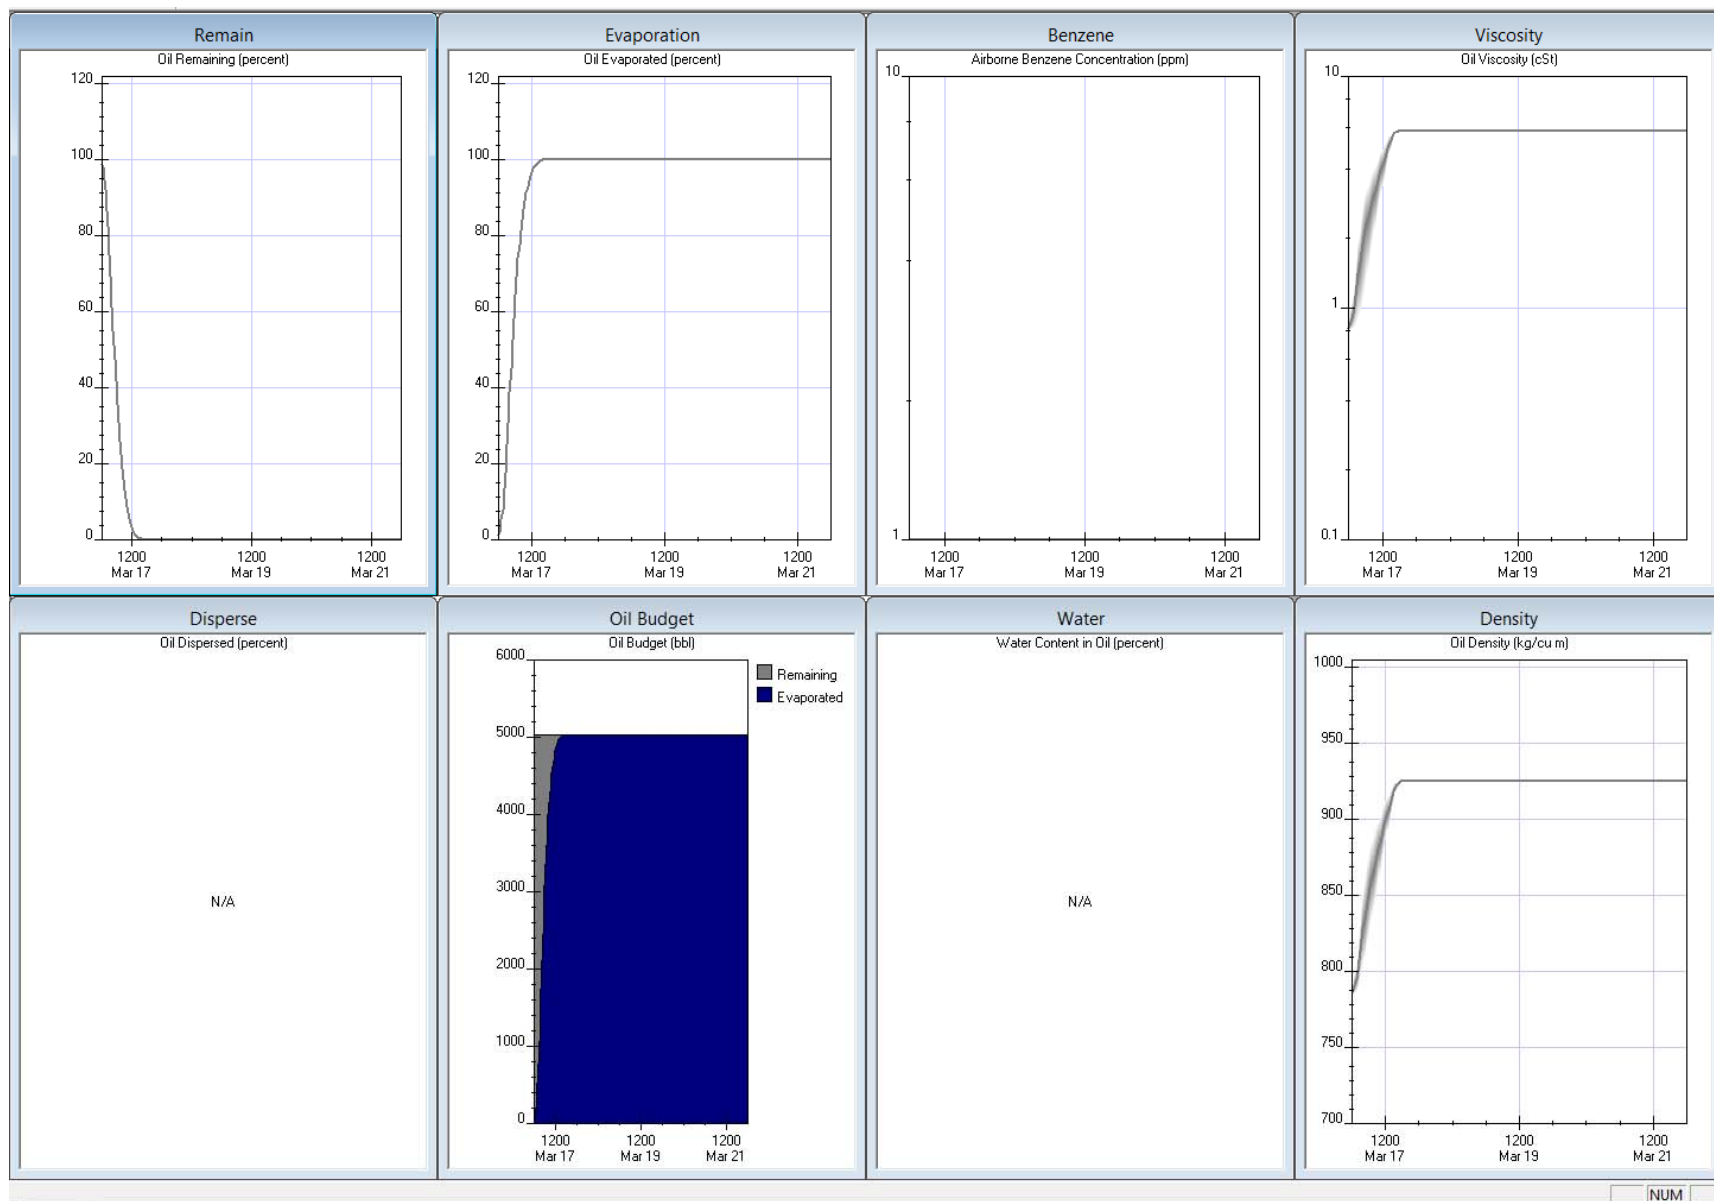 Remain
Oil Remaining (percent)
120
100
80
60
40
20
0
1200 1200 1200
Mar 17 Mar 19 Mar 21
Evaporation
Oil Evaporated (percent)
120
100
80
60
40
20
0
1200 1200 1200
Mar 17 Mar 19 Mar 21
Benzene
Airborne Benzene Concentration (ppm)
10
1
1200 1200 1200
Mar 17 Mar 19 Mar 21
Viscosity
Oil Viscosity (cSt)
10
1
0.1
1200 1200 1200
Mar 17 Mar 19 Mar 21
Disperse
Oil Dispersed (percent)
N/A
Oil Budget
Oil Budget (bbl)
6000
5000
4000
3000
2000
1000
0
1200 1200 1200
Mar 17 Mar 19 Mar 21
Remaining
Evaporated
Water
Water Content in Oil (percent)
N/A
Density
Oil Density (kg/cu m)
1000
950
900
850
800
750
700
1200 1200 1200
Mar 17 Mar 19 Mar 21
NUM